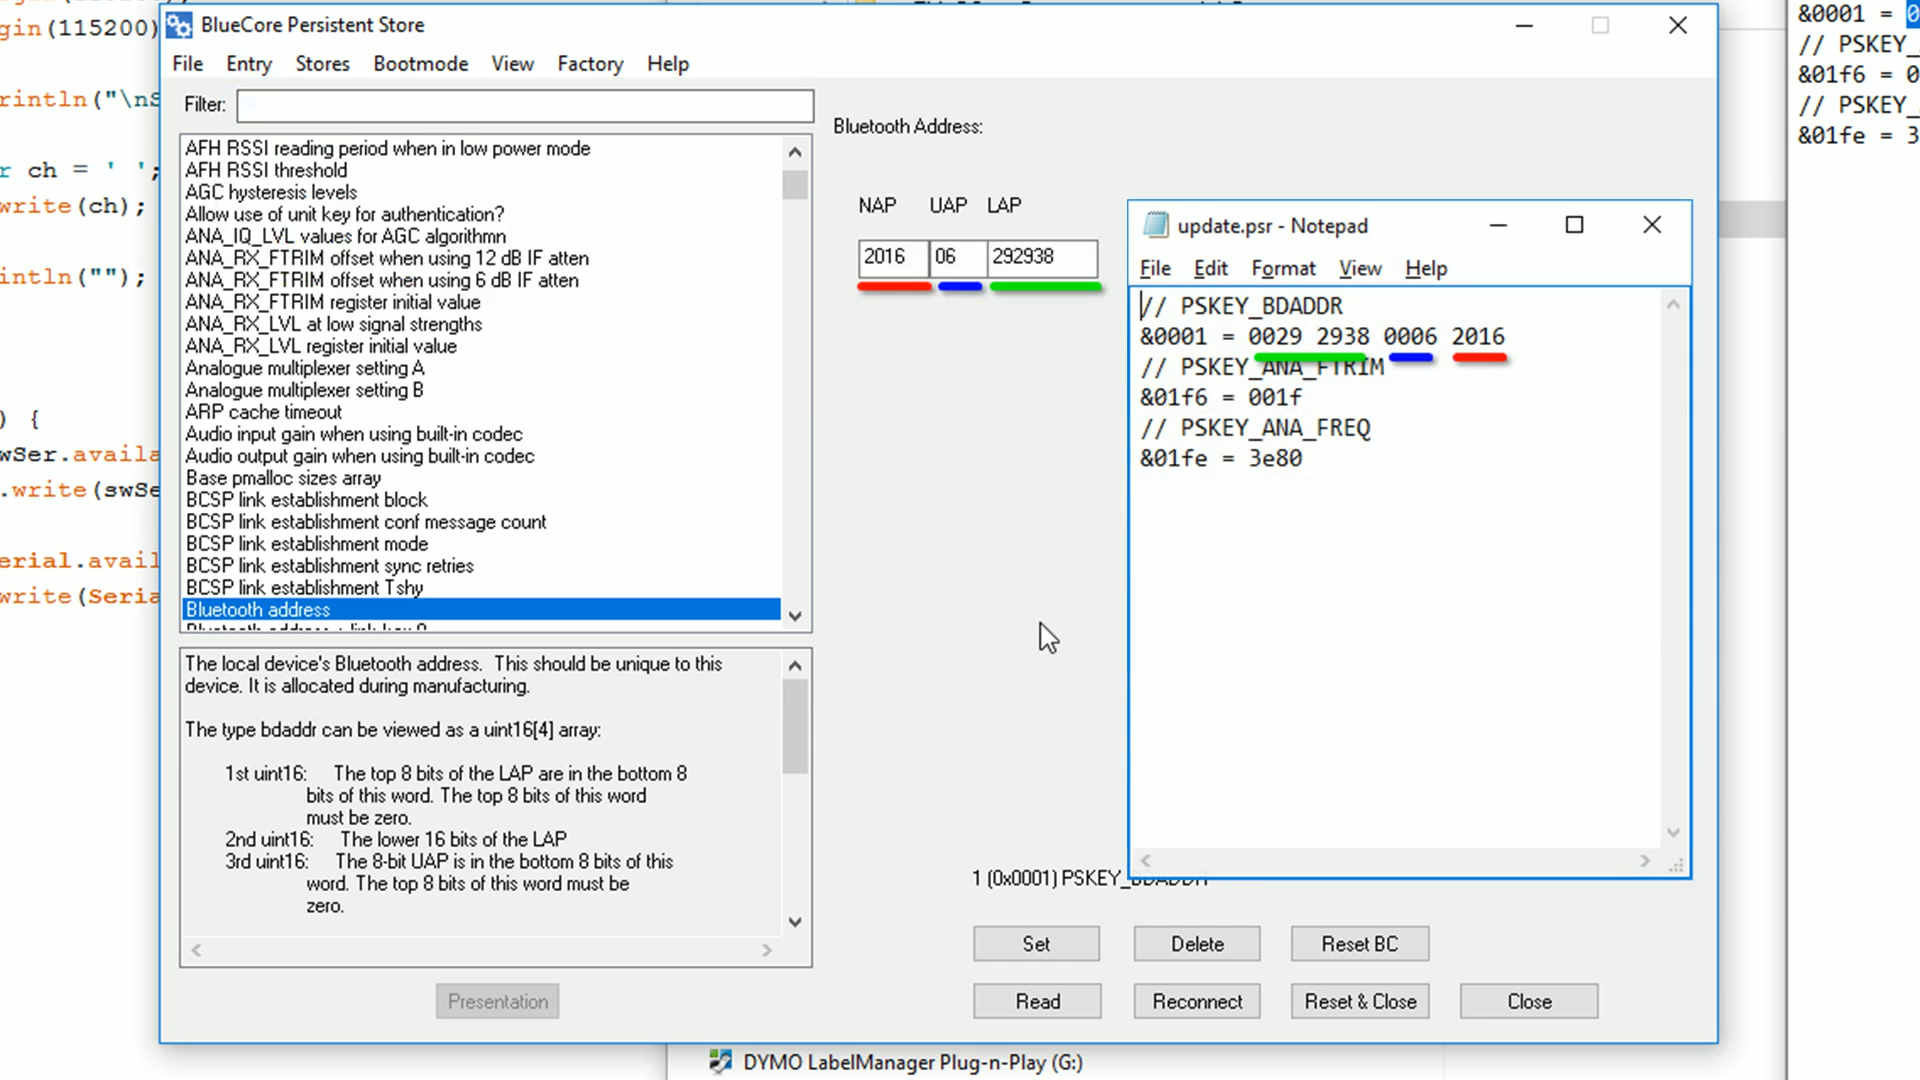 gin(115200)
rintln("\nS
r ch = ' ';
write(ch);
intln("");
) {
wSer.availa
.write(swSe
erial.avail
write(Seria
BlueCore Persistent Store
File Entry Stores Bootmode View Factory Help
Filter:
AFH RSSI reading period when in low power mode
AFH RSSI threshold
AGC hysteresis levels
Allow use of unit key for authentication?
ANA_IQ_LVL values for AGC algorithmn
ANA_RX_FTRIM offset when using 12 dB IF atten
ANA_RX_FTRIM offset when using 6 dB IF atten
ANA_RX_FTRIM register initial value
ANA_RX_LVL at low signal strengths
ANA_RX_LVL register initial value
Analogue multiplexer setting A
Analogue multiplexer setting B
ARP cache timeout
Audio input gain when using built-in codec
Audio output gain when using built-in codec
Base pmalloc sizes array
BCSP link establishment block
BCSP link establishment conf message count
BCSP link establishment mode
BCSP link establishment sync retries
BCSP link establishment Tshy
Bluetooth address
The local device's Bluetooth address. This should be unique to this
device. It is allocated during manufacturing.
The type bdaddr can be viewed as a uint16[4] array:
1st uint16: The top 8 bits of the LAP are in the bottom 8
bits of this word. The top 8 bits of this word
must be zero.
2nd uint16: The lower 16 bits of the LAP
3rd uint16: The 8-bit UAP is in the bottom 8 bits of this
word. The top 8 bits of this word must be
zero.
Presentation
Bluetooth Address:
NAP UAP LAP
2016 06 292938
update.psr - Notepad
File Edit Format View Help
// PSKEY_BDADDR
&0001 = 0029 2938 0006 2016
// PSKEY_ANA_FTRIM
&01f6 = 001f
// PSKEY_ANA_FREQ
&01fe = 3e80
1 (0x0001) PSKEY_BDADDR
Set Delete Reset BC
Read Reconnect Reset & Close Close
DYMO LabelManager Plug-n-Play (G:)
&0001 = 0
// PSKEY_
&01f6 = 0
// PSKEY_
&01fe = 3